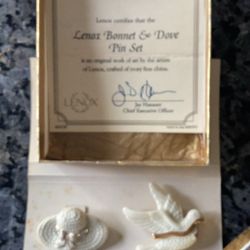 Lenox certifies that the
Lenox Bonnet & Dove
Pin Set
is an original work of art by the artists
of Lenox, crafted of ivory fine china.
LENOX
Chief Executive Officer